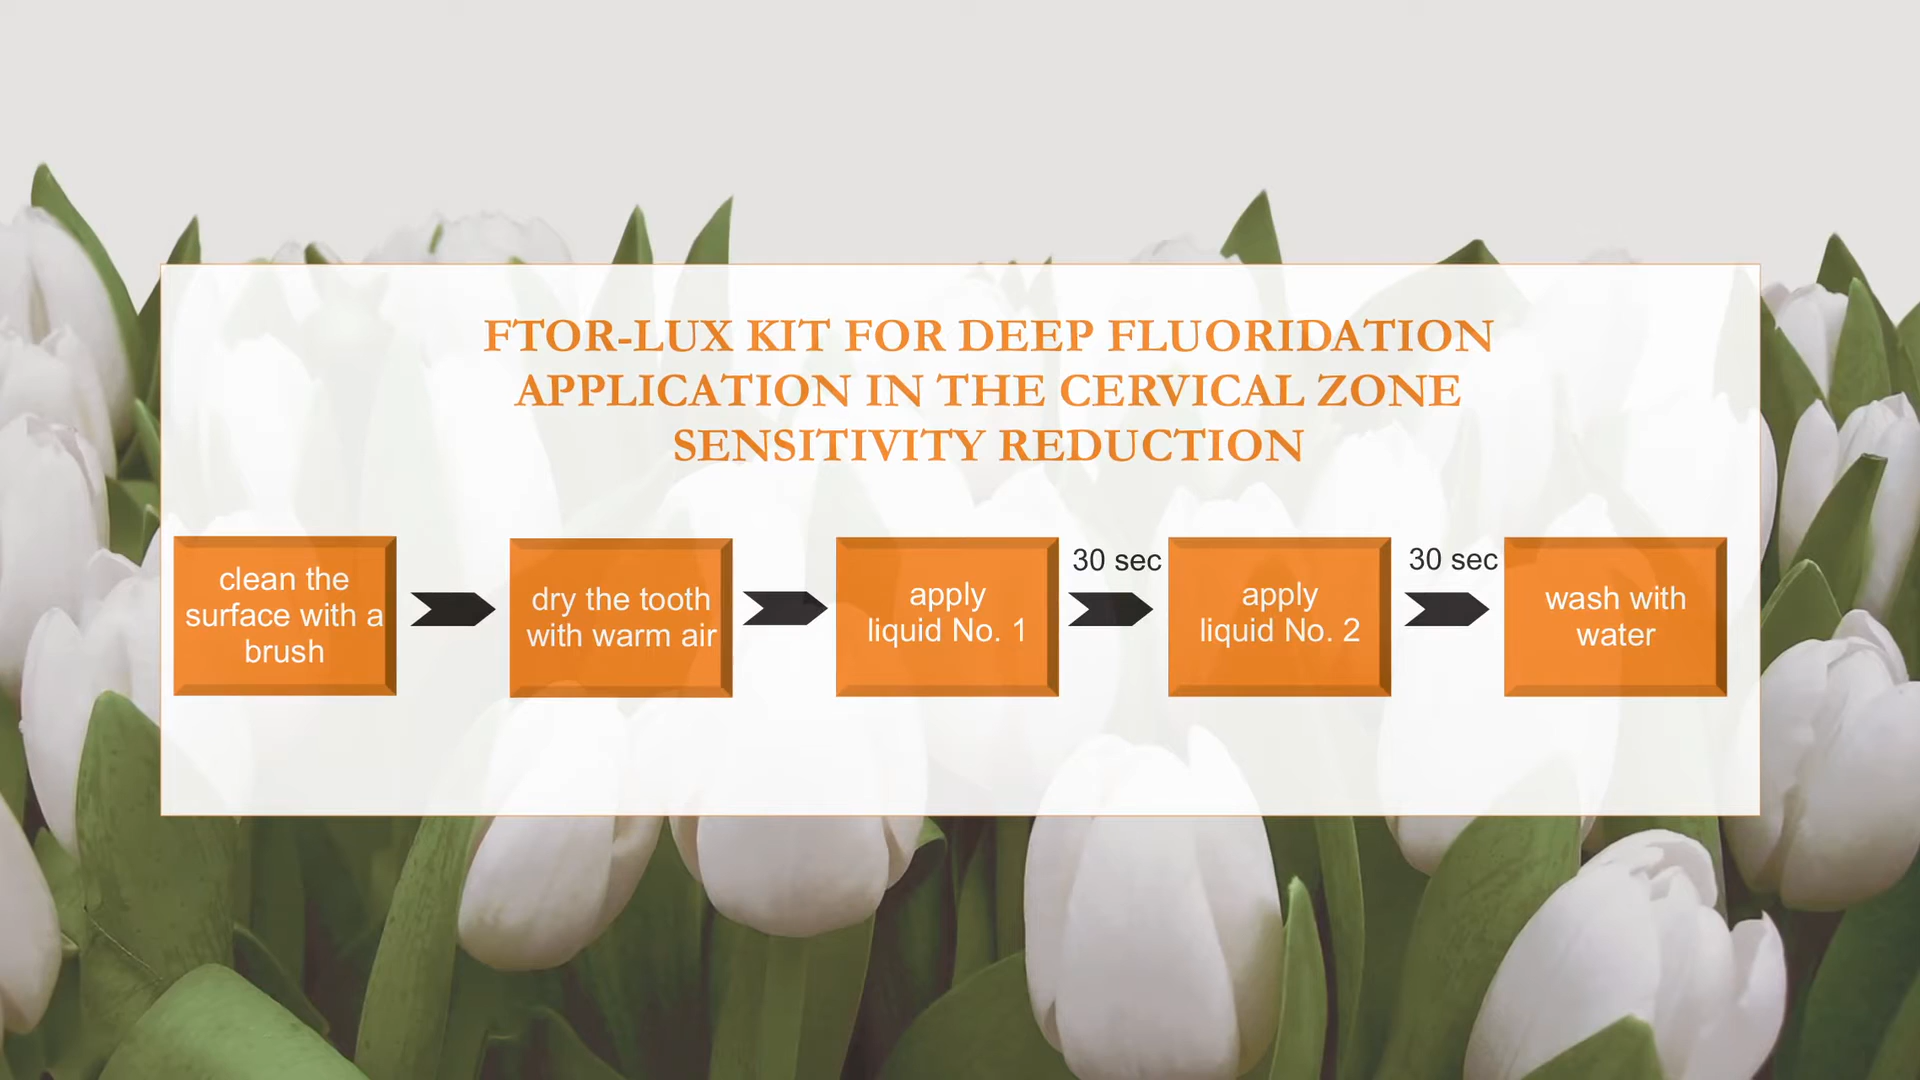 FTOR-LUX KIT FOR DEEP FLUORIDATION
APPLICATION IN THE CERVICAL ZONE
SENSITIVITY REDUCTION
clean the
surface with a
brush
dry the tooth
with warm air
apply
liquid No. 1
30 sec
apply
liquid No. 2
30 sec
wash with
water